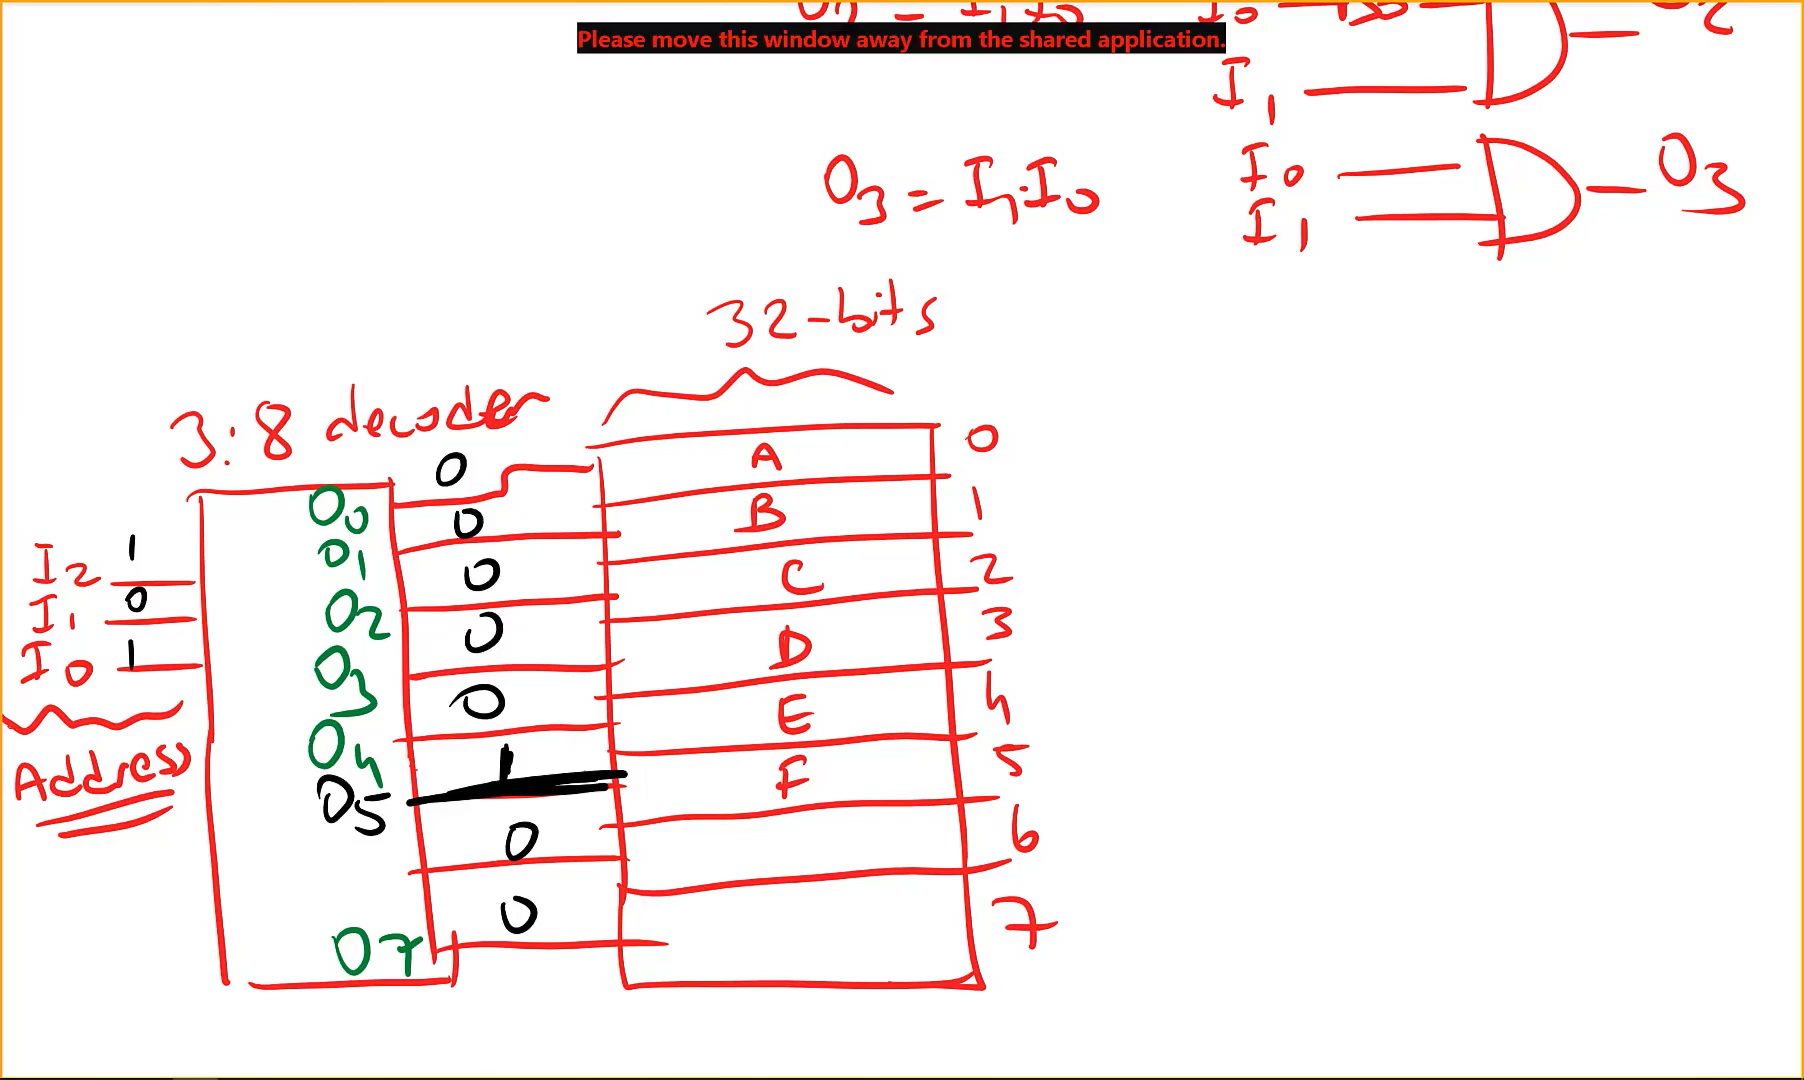 Please move this window away from the shared application.
I0
O2
I1
O3 = I1·I0
I0
I1
O3
32-bits
3:8 decoder
I2 1
I1 0
I0 1
Address
O0 0
O1 0
O2 0
O3 0
O4 0
O5 1
0
O7 0
A 0
B 1
C 2
D 3
E 4
F 5
6
7